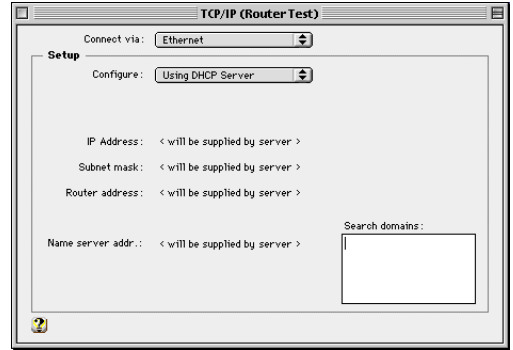 TCP/IP (Router Test)
Connect via: Ethernet
Setup
Configure: Using DHCP Server
IP Address: < will be supplied by server >
Subnet mask: < will be supplied by server >
Router address: < will be supplied by server >
Search domains:
Name server addr.: < will be supplied by server >
?